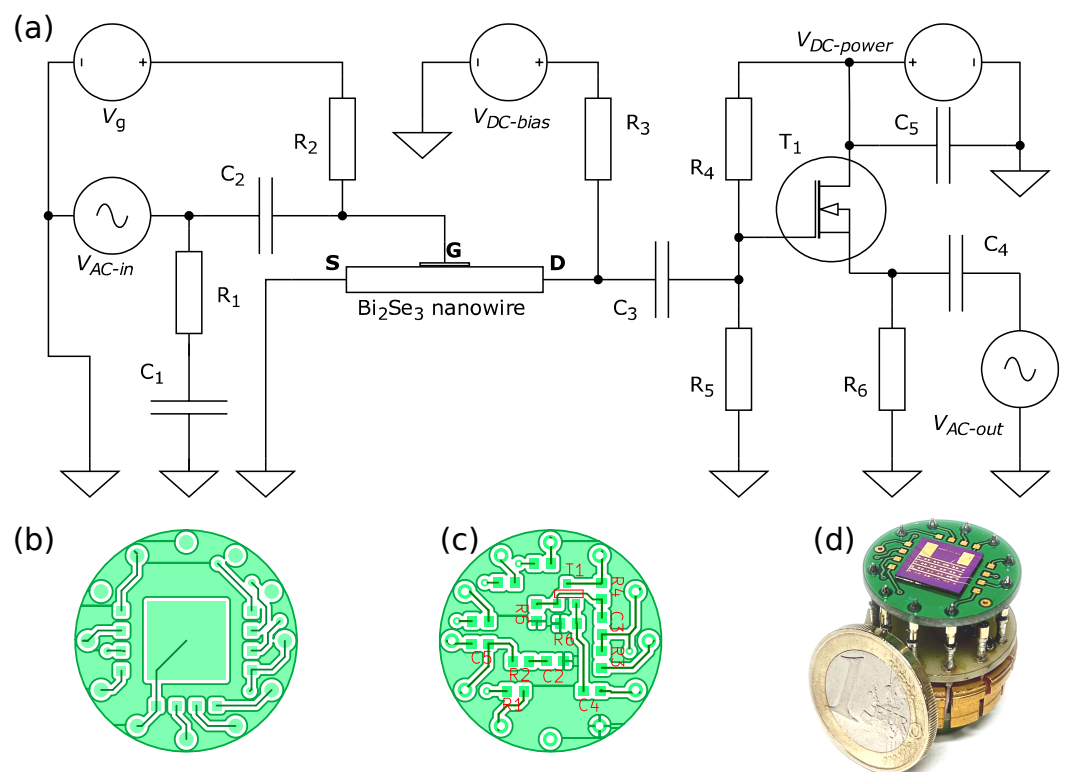 (a)
V_DC-power
+ -
- +
V_g
- +
V_DC-bias
R_2
R_3
C_5
T_1
R_4
C_2
V_AC-in
S G D
R_1
Bi_2Se_3 nanowire
C_3
C_4
C_1
R_5
R_6
V_AC-out
(b)
(c)
T1
R4
R5
C3
R6
R3
C5
R2 C2
R1
C4
(d)
1